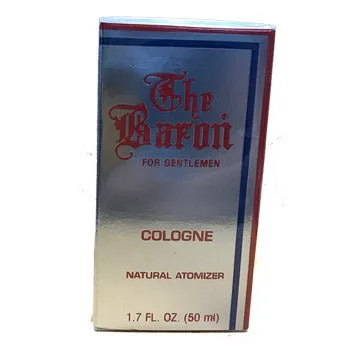 The
Baron
FOR GENTLEMEN
COLOGNE
NATURAL ATOMIZER
1.7 FL. OZ. (50 ml)